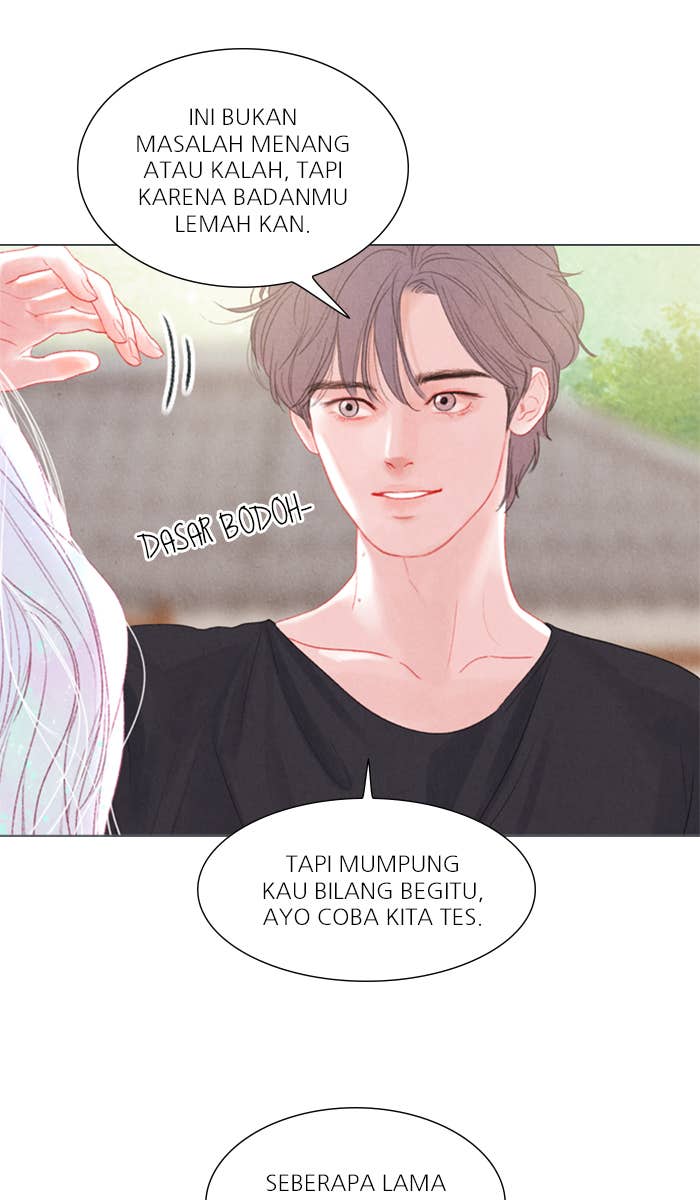 INI BUKAN
MASALAH MENANG
ATAU KALAH, TAPI
KARENA BADANMU
LEMAH KAN.
DASAR BODOH-
TAPI MUMPUNG
KAU BILANG BEGITU,
AYO COBA KITA TES.
SEBERAPA LAMA